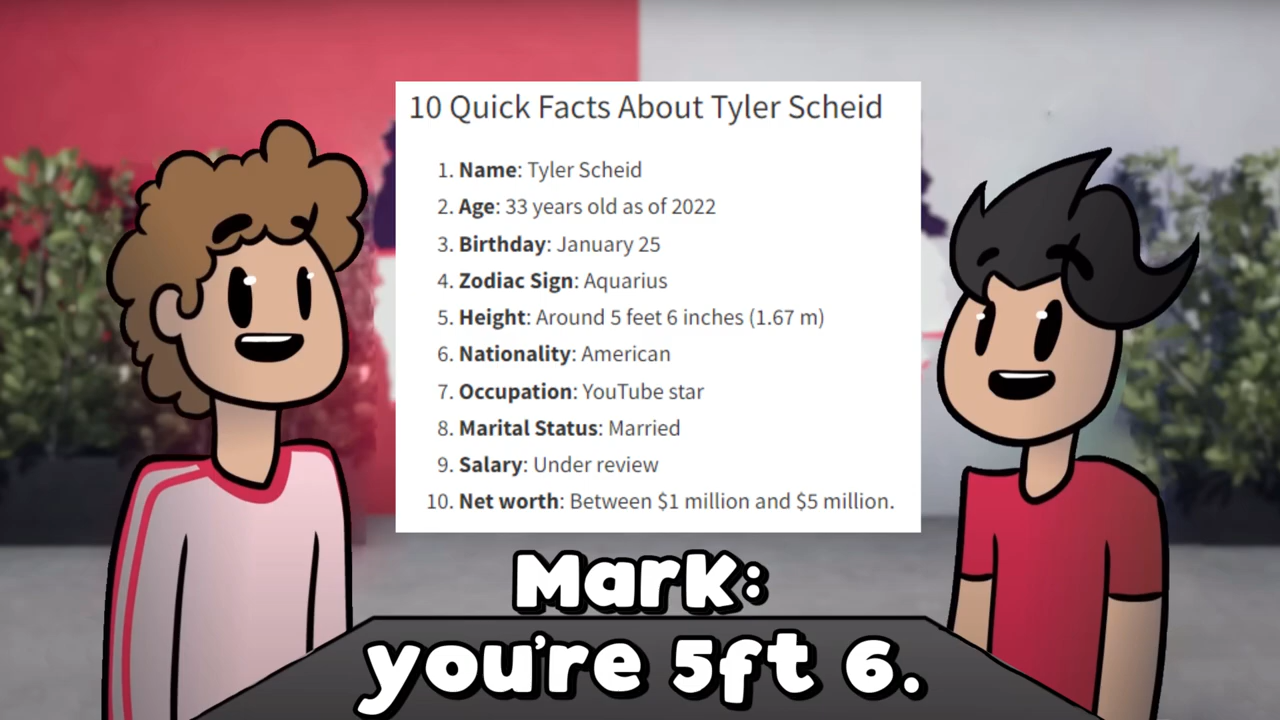 10 Quick Facts About Tyler Scheid
1. Name: Tyler Scheid
2. Age: 33 years old as of 2022
3. Birthday: January 25
4. Zodiac Sign: Aquarius
5. Height: Around 5 feet 6 inches (1.67 m)
6. Nationality: American
7. Occupation: YouTube star
8. Marital Status: Married
9. Salary: Under review
10. Net worth: Between $1 million and $5 million.
Mark:
you're 5ft 6.